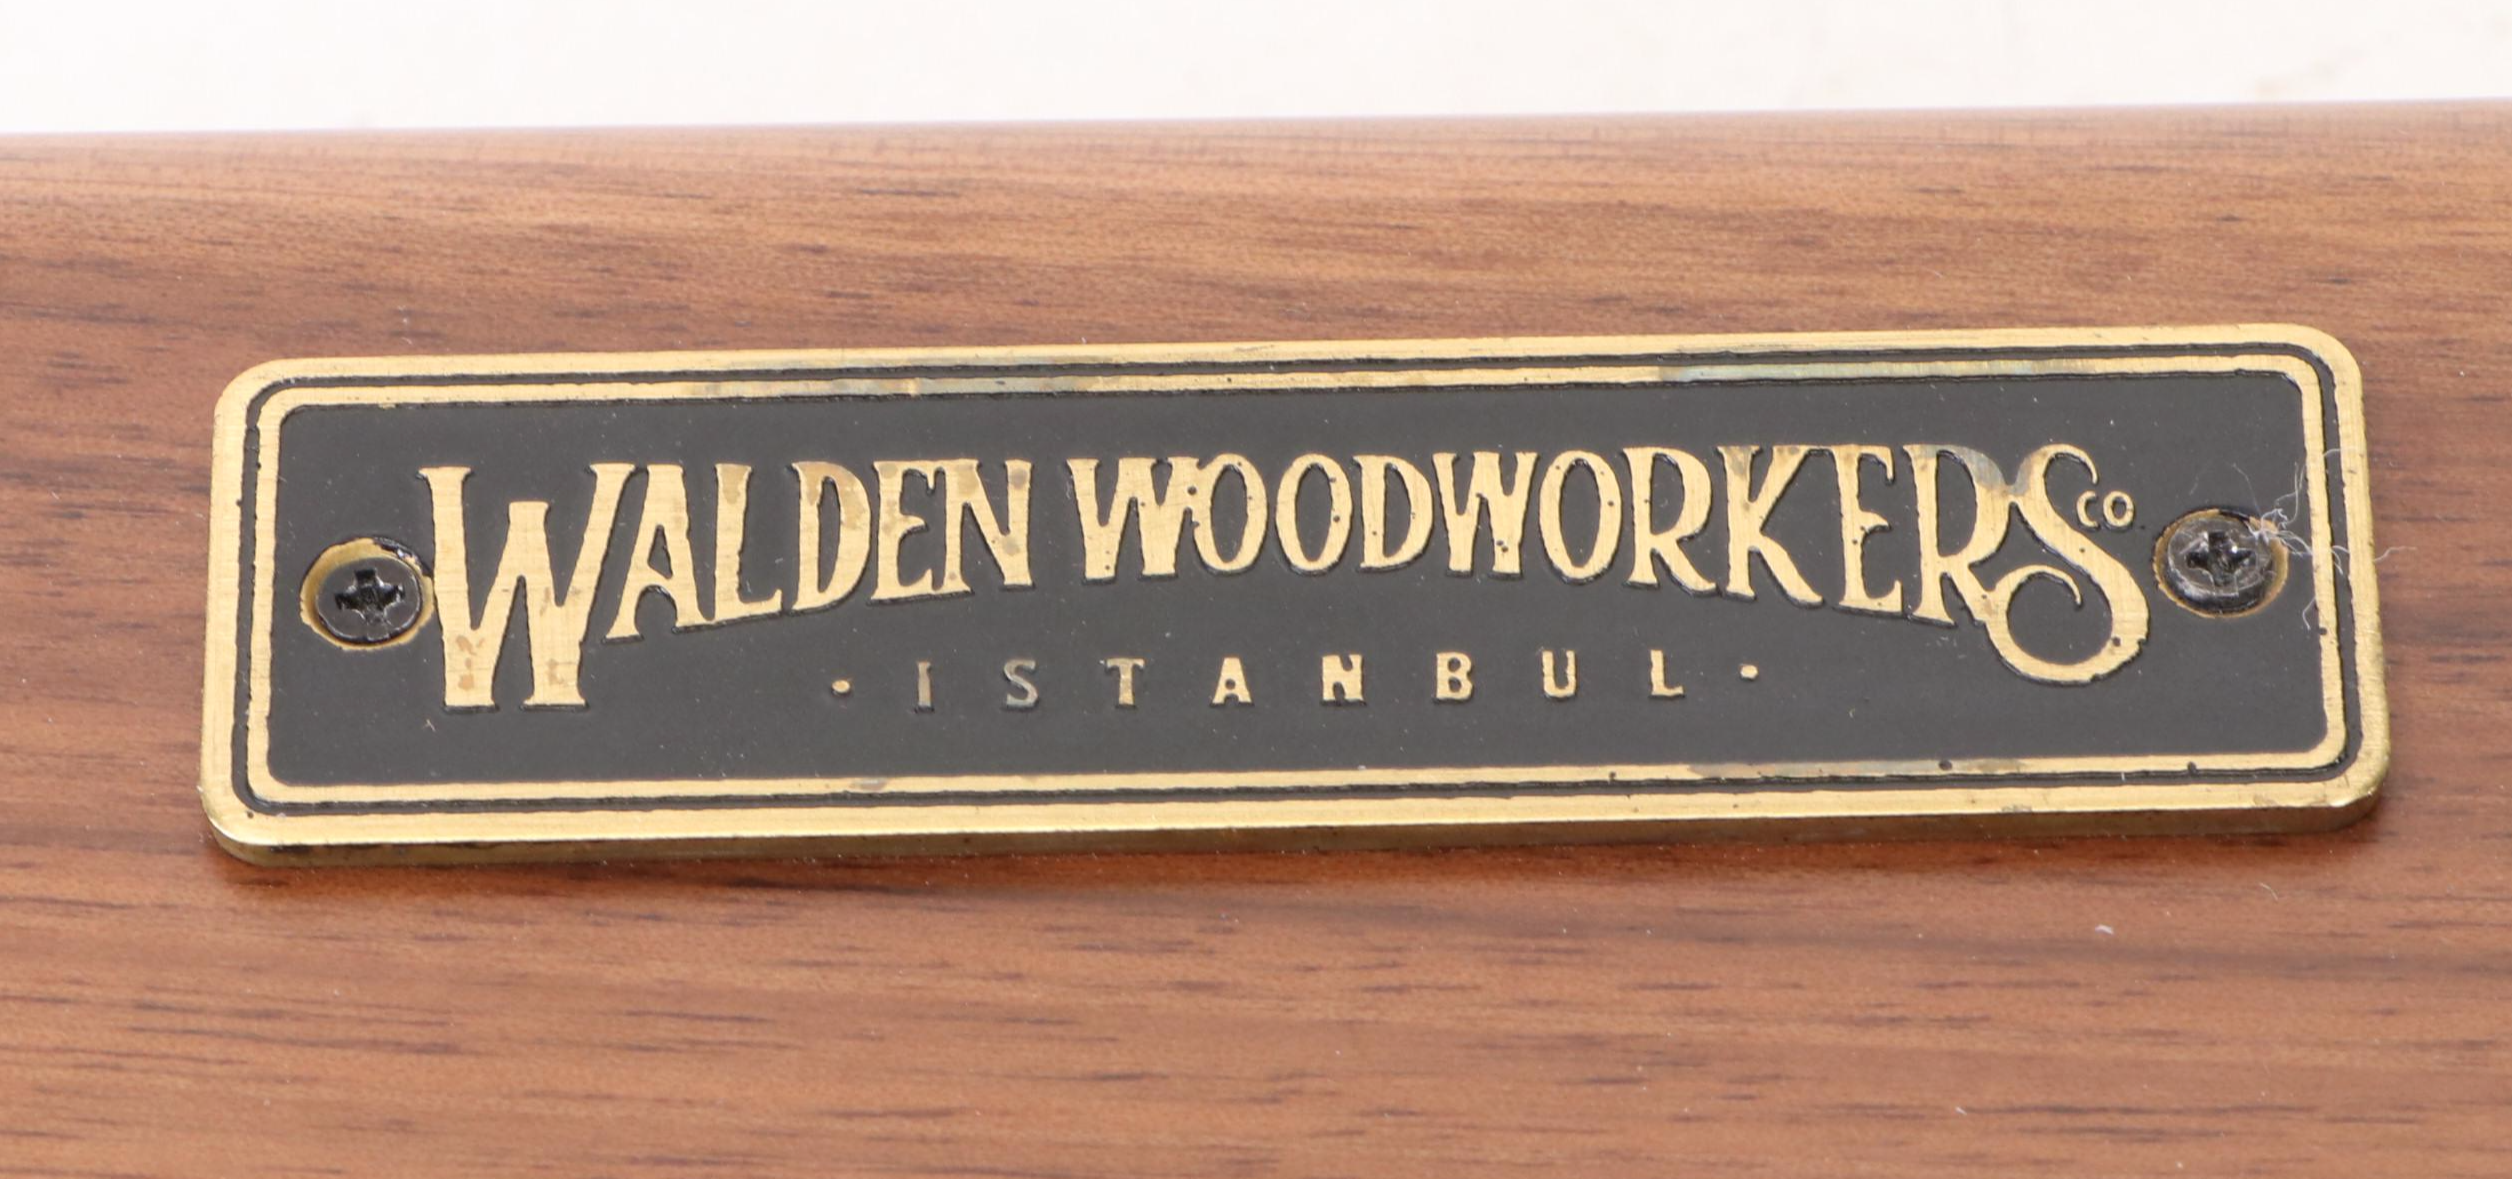 WALDEN WOODWORKERS CO
· ISTANBUL ·